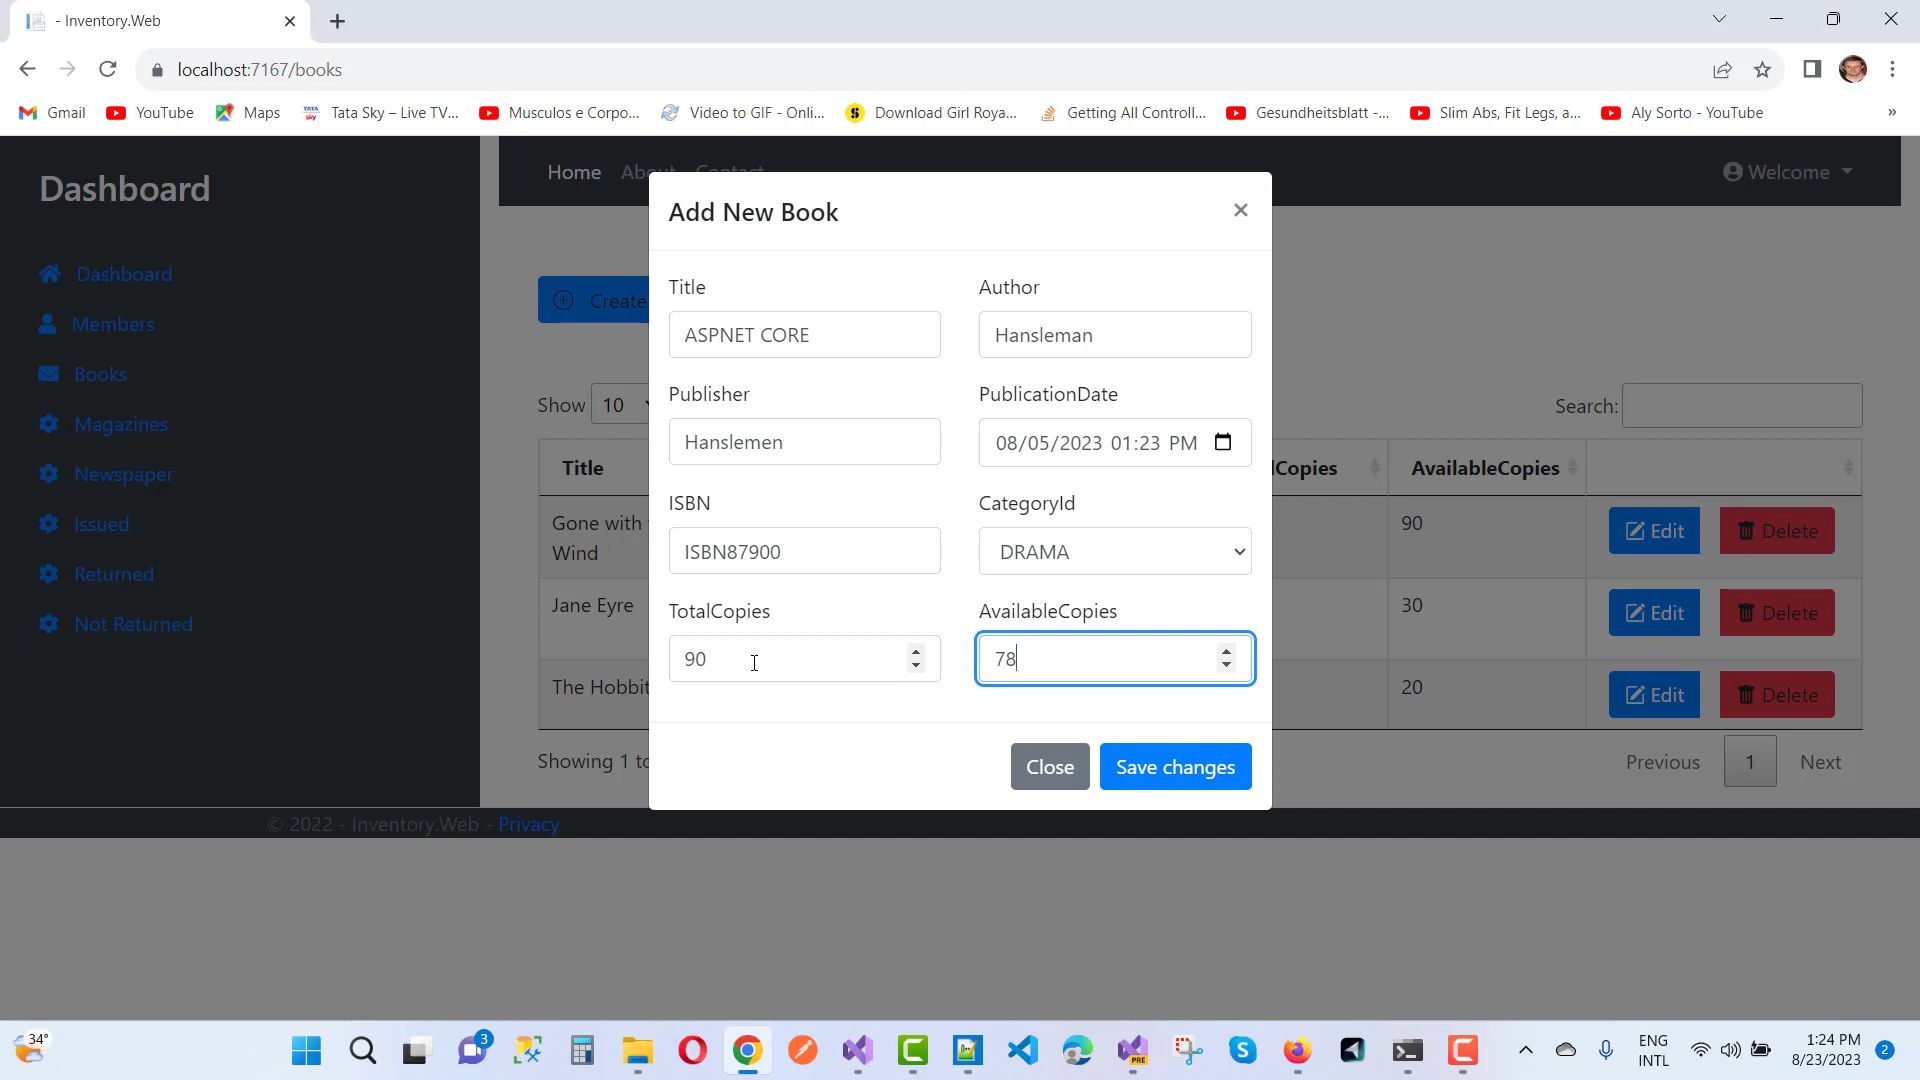 - Inventory.Web
localhost:7167/books
Gmail YouTube Maps Tata Sky – Live TV... Musculos e Corpo... Video to GIF - Onli... Download Girl Roya... Getting All Controll... Gesundheitsblatt -... Slim Abs, Fit Legs, a... Aly Sorto - YouTube »
Dashboard
Dashboard
Members
Books
Magazines
Newspaper
Issued
Returned
Not Returned
Home About Contact Welcome
Create
Show 10
Search:
Title
Copies AvailableCopies
Gone with
Wind
90 Edit Delete
Jane Eyre 30 Edit Delete
The Hobbit 20 Edit Delete
Showing 1 to
Previous 1 Next
Add New Book
Title Author
ASPNET CORE Hansleman
Publisher PublicationDate
Hanslemen 08/05/2023 01:23 PM
ISBN CategoryId
ISBN87900 DRAMA
TotalCopies AvailableCopies
90 78
Close Save changes
© 2022 - Inventory.Web - Privacy
34°
3
PRE
ENG
INTL
1:24 PM
8/23/2023
2